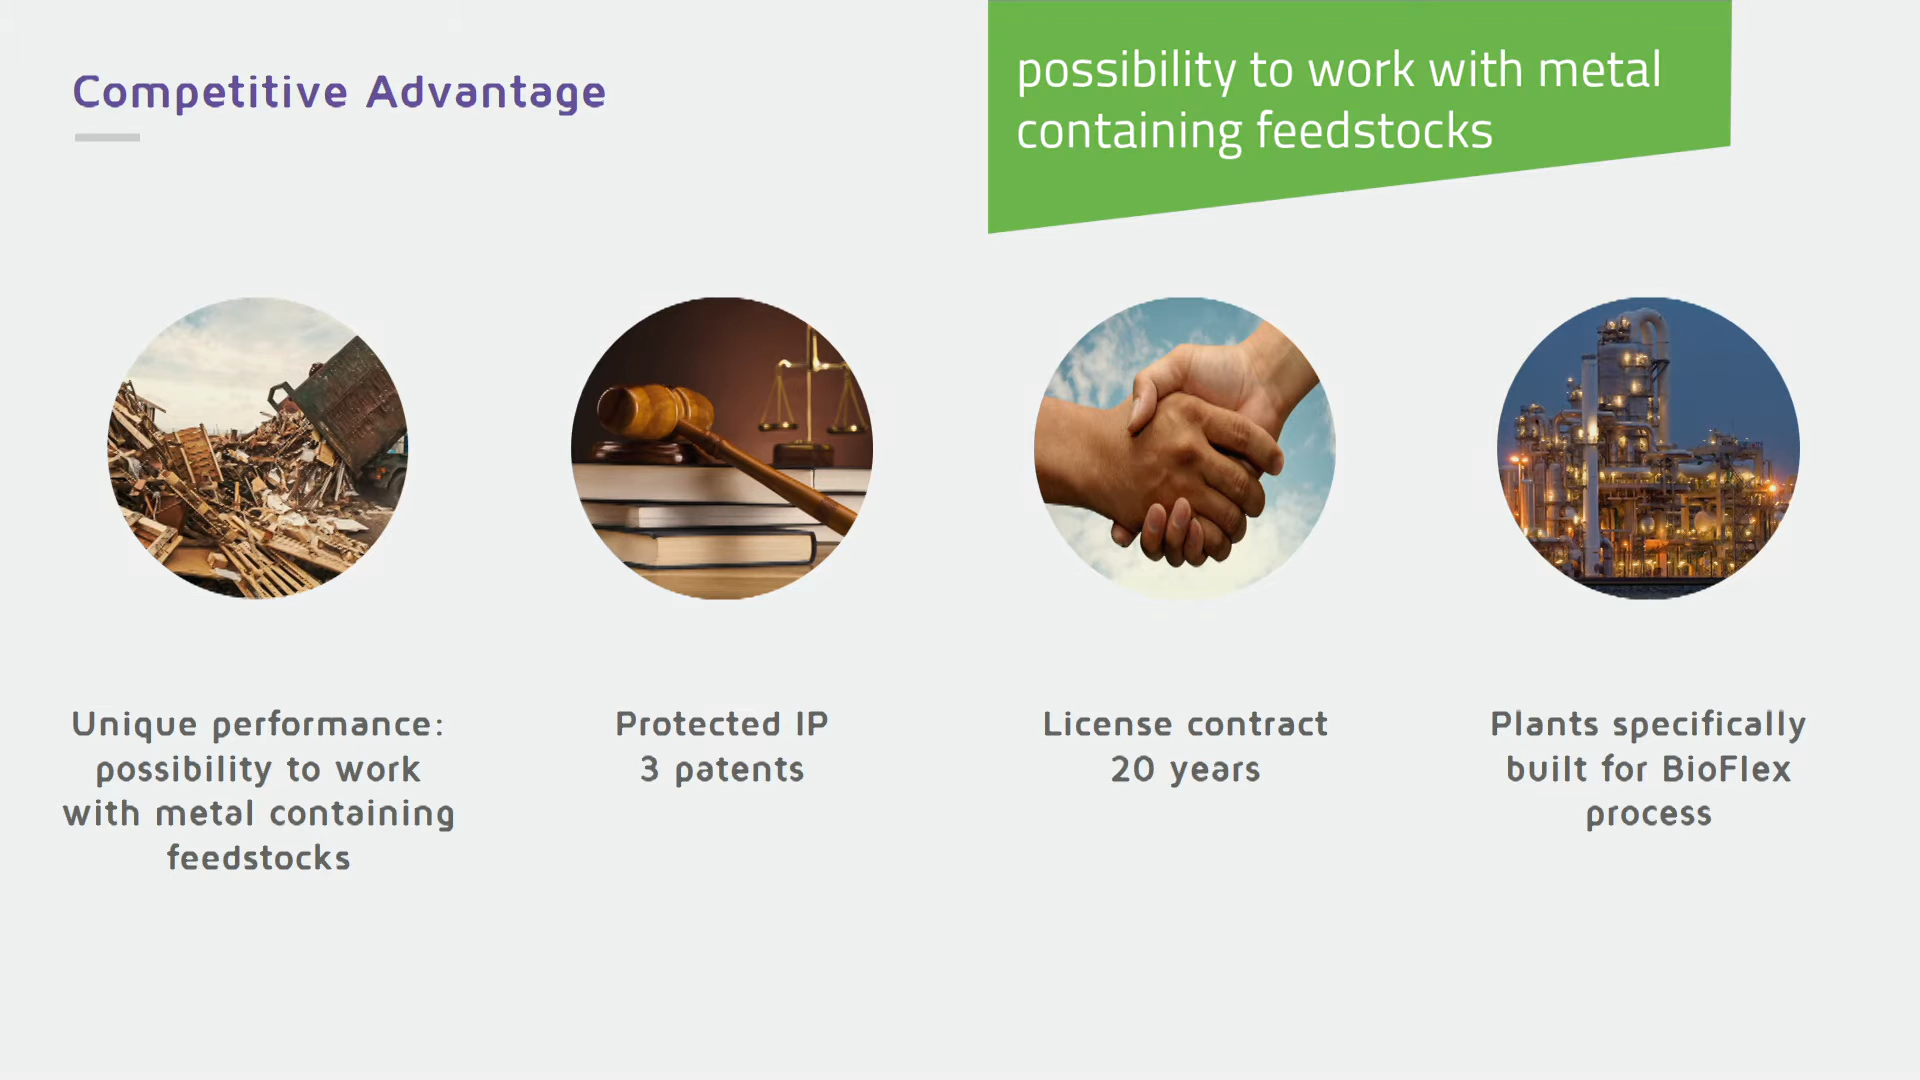 Competitive Advantage
possibility to work with metal
containing feedstocks
Unique performance:
possibility to work
with metal containing
feedstocks
Protected IP
3 patents
License contract
20 years
Plants specifically
built for BioFlex
process